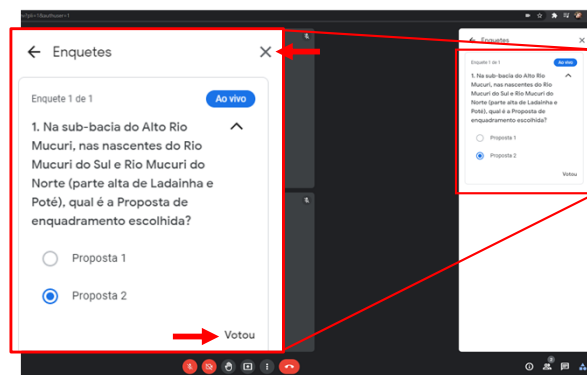 Enquetes
Enquete 1 de 1
Ao vivo
1. Na sub-bacia do Alto Rio
Mucuri, nas nascentes do Rio
Mucuri do Sul e Rio Mucuri do
Norte (parte alta de Ladainha e
Poté), qual é a Proposta de
enquadramento escolhida?
Proposta 1
Proposta 2
Votou
Enquetes
Enquete 1 de 1
Ao vivo
1. Na sub-bacia do Alto Rio
Mucuri, nas nascentes do Rio
Mucuri do Sul e Rio Mucuri do
Norte (parte alta de Ladainha e
Poté), qual é a Proposta de
enquadramento escolhida?
Proposta 1
Proposta 2
Votou
2